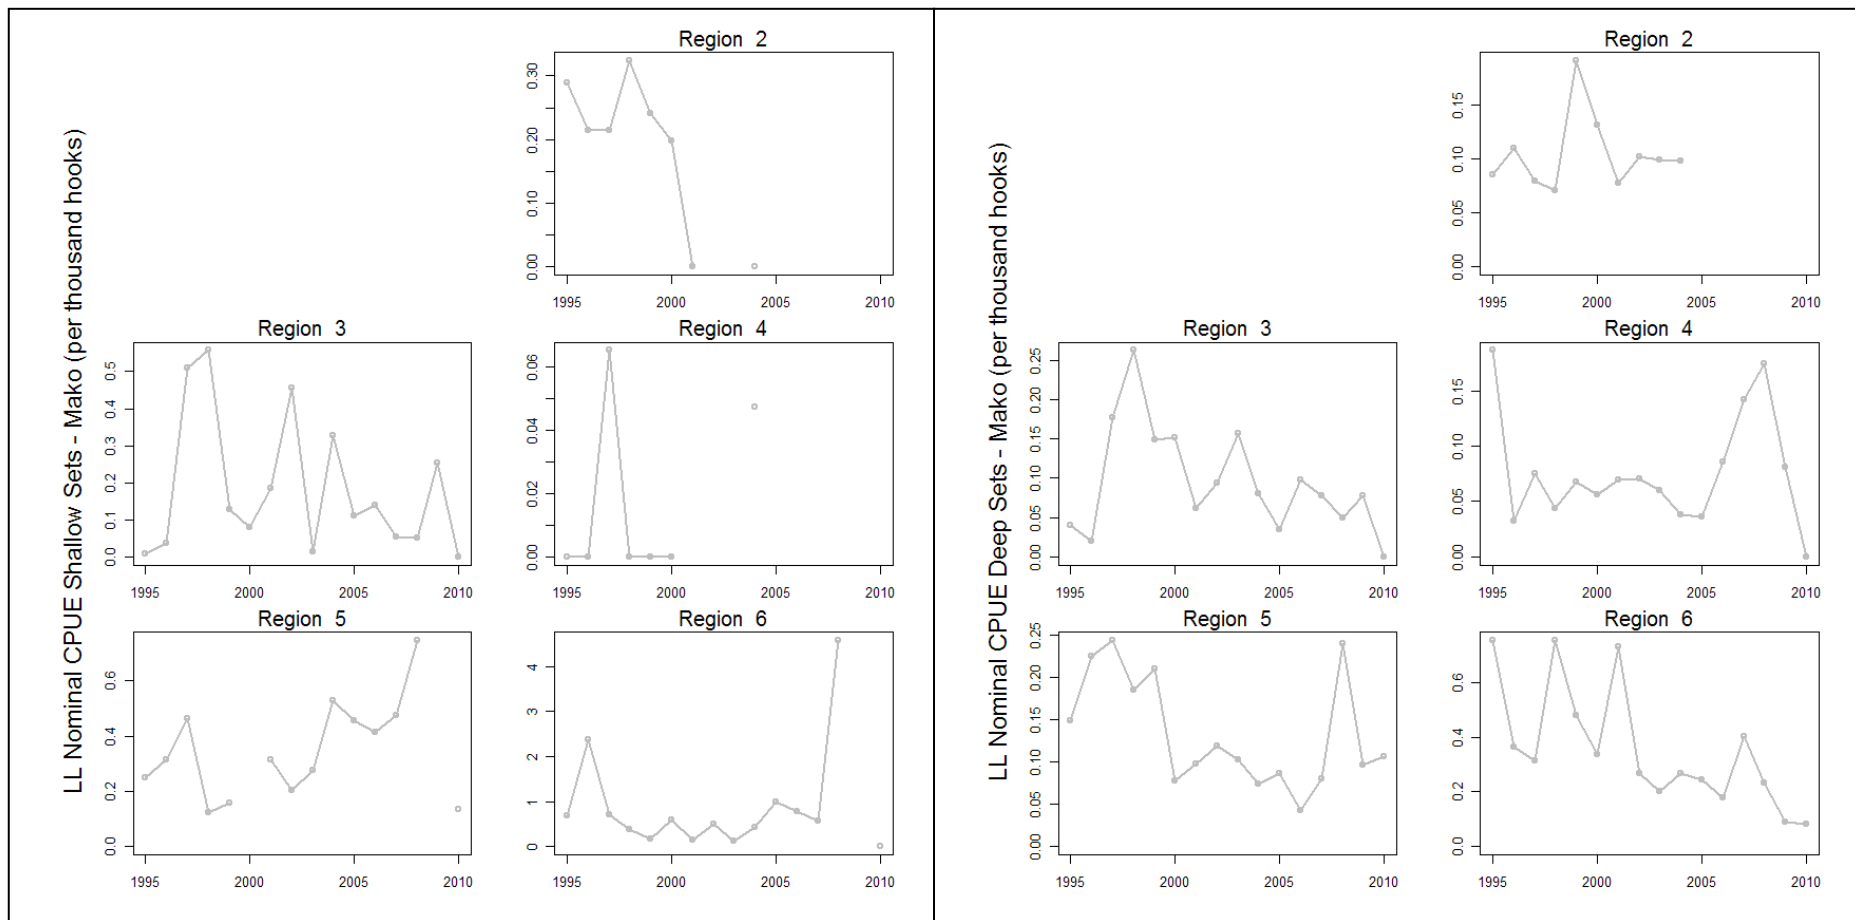 LL Nominal CPUE Shallow Sets - Mako (per thousand hooks)
Region 2
0.30
0.20
0.10
0.00
1995 2000 2005 2010
Region 3
0.5
0.4
0.3
0.2
0.1
0.0
1995 2000 2005 2010
Region 4
0.06
0.04
0.02
0.00
1995 2000 2005 2010
Region 5
0.6
0.4
0.2
0.0
1995 2000 2005 2010
Region 6
4
3
2
1
0
1995 2000 2005 2010
LL Nominal CPUE Deep Sets - Mako (per thousand hooks)
Region 2
0.15
0.10
0.05
0.00
1995 2000 2005 2010
Region 3
0.25
0.20
0.15
0.10
0.05
0.00
1995 2000 2005 2010
Region 4
0.15
0.10
0.05
0.00
1995 2000 2005 2010
Region 5
0.25
0.20
0.15
0.10
0.05
0.00
1995 2000 2005 2010
Region 6
0.6
0.4
0.2
0.0
1995 2000 2005 2010